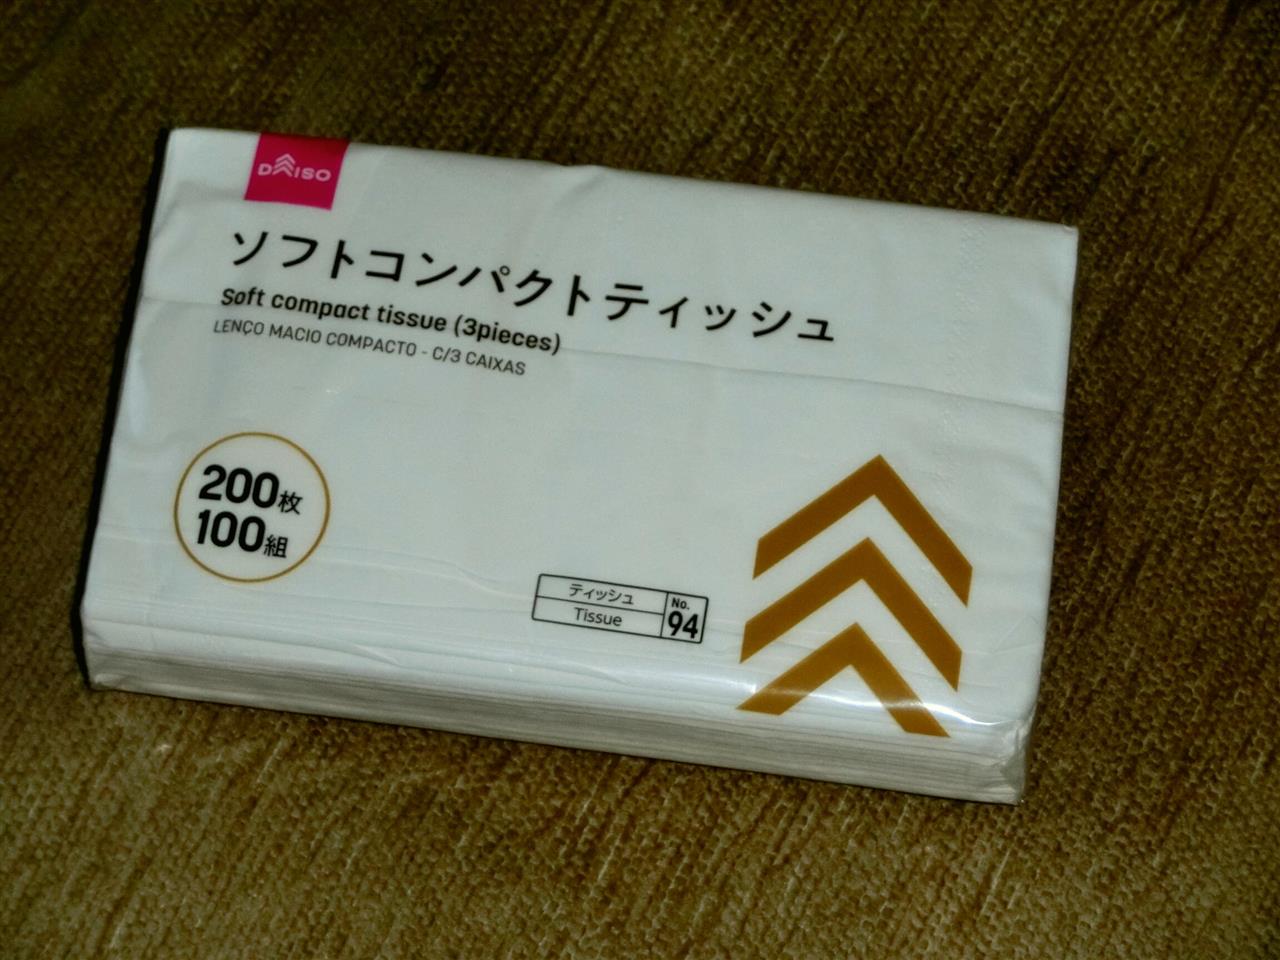 DAISO
ソフトコンパクトティッシュ
Soft compact tissue (3pieces)
LENÇO MACIO COMPACTO - C/3 CAIXAS
200枚
100組
ティッシュ
Tissue
No.
94